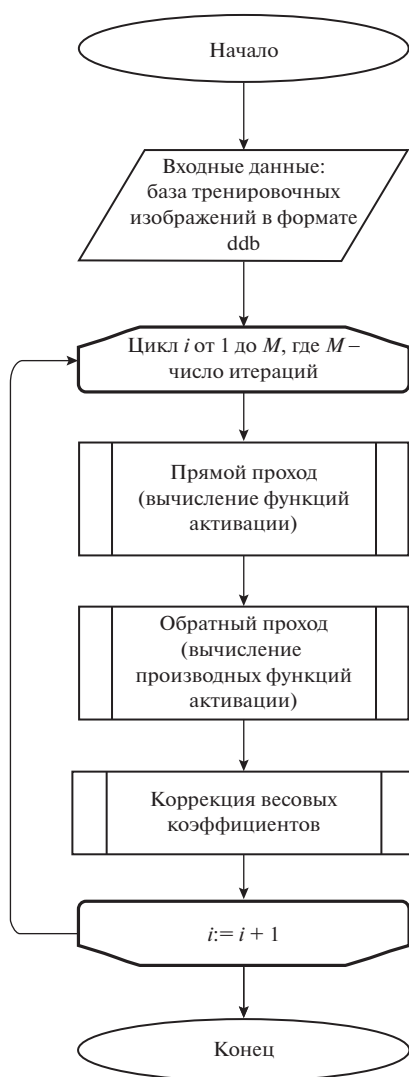 Начало
Входные данные:
база тренировочных
изображений в формате
ddb
Цикл i от 1 до M, где M –
число итераций
Прямой проход
(вычисление функций
активации)
Обратный проход
(вычисление
производных функций
активации)
Коррекция весовых
коэффициентов
i:= i + 1
Конец